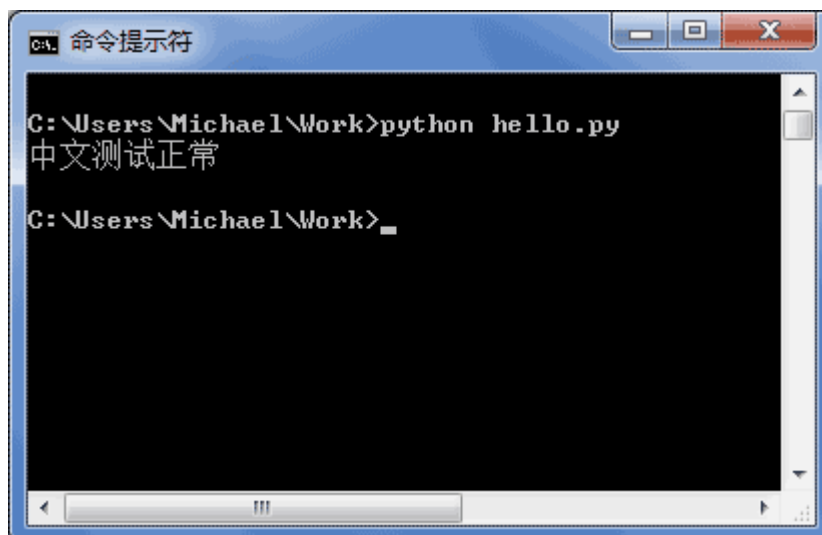 命令提示符
C:\Users\Michael\Work>python hello.py
中文测试正常
C:\Users\Michael\Work>_